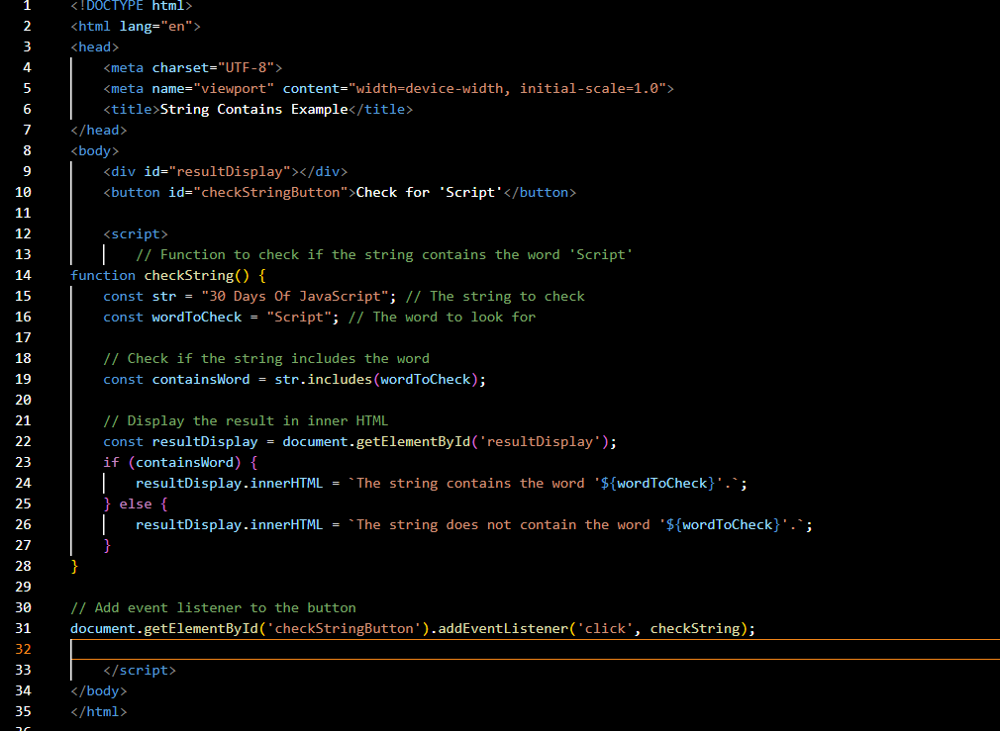 1 <!DOCTYPE html>
2 <html lang="en">
3 <head>
4 <meta charset="UTF-8">
5 <meta name="viewport" content="width=device-width, initial-scale=1.0">
6 <title>String Contains Example</title>
7 </head>
8 <body>
9 <div id="resultDisplay"></div>
10 <button id="checkStringButton">Check for 'Script'</button>
11
12 <script>
13 // Function to check if the string contains the word 'Script'
14 function checkString() {
15 const str = "30 Days Of JavaScript"; // The string to check
16 const wordToCheck = "Script"; // The word to look for
17
18 // Check if the string includes the word
19 const containsWord = str.includes(wordToCheck);
20
21 // Display the result in inner HTML
22 const resultDisplay = document.getElementById('resultDisplay');
23 if (containsWord) {
24 resultDisplay.innerHTML = `The string contains the word '${wordToCheck}'.`;
25 } else {
26 resultDisplay.innerHTML = `The string does not contain the word '${wordToCheck}'.`;
27 }
28 }
29
30 // Add event listener to the button
31 document.getElementById('checkStringButton').addEventListener('click', checkString);
32
33 </script>
34 </body>
35 </html>